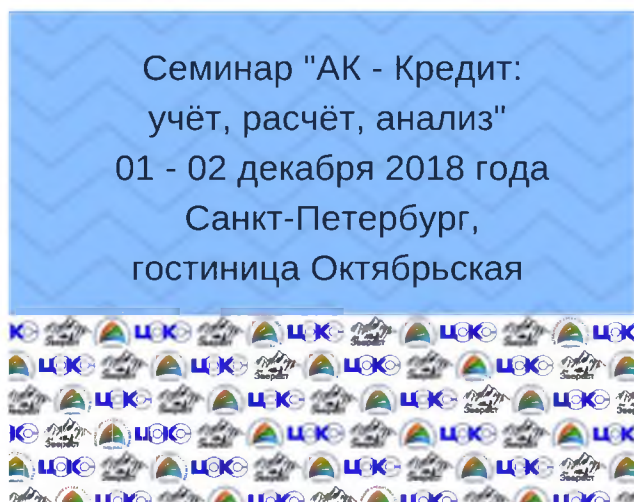 Семинар "АК - Кредит:
учёт, расчёт, анализ"
01 - 02 декабря 2018 года
Санкт-Петербург,
гостиница Октябрьская